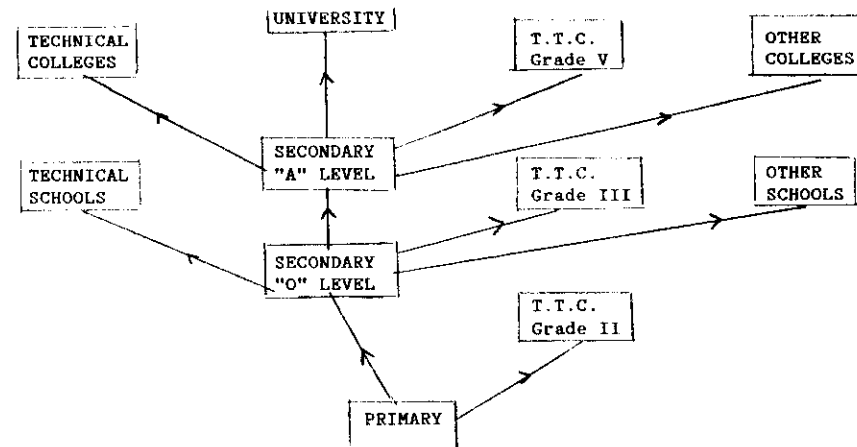 UNIVERSITY
TECHNICAL
COLLEGES
T.T.C.
Grade V
OTHER
COLLEGES
SECONDARY
"A" LEVEL
TECHNICAL
SCHOOLS
T.T.C.
Grade III
OTHER
SCHOOLS
SECONDARY
"O" LEVEL
T.T.C.
Grade II
PRIMARY